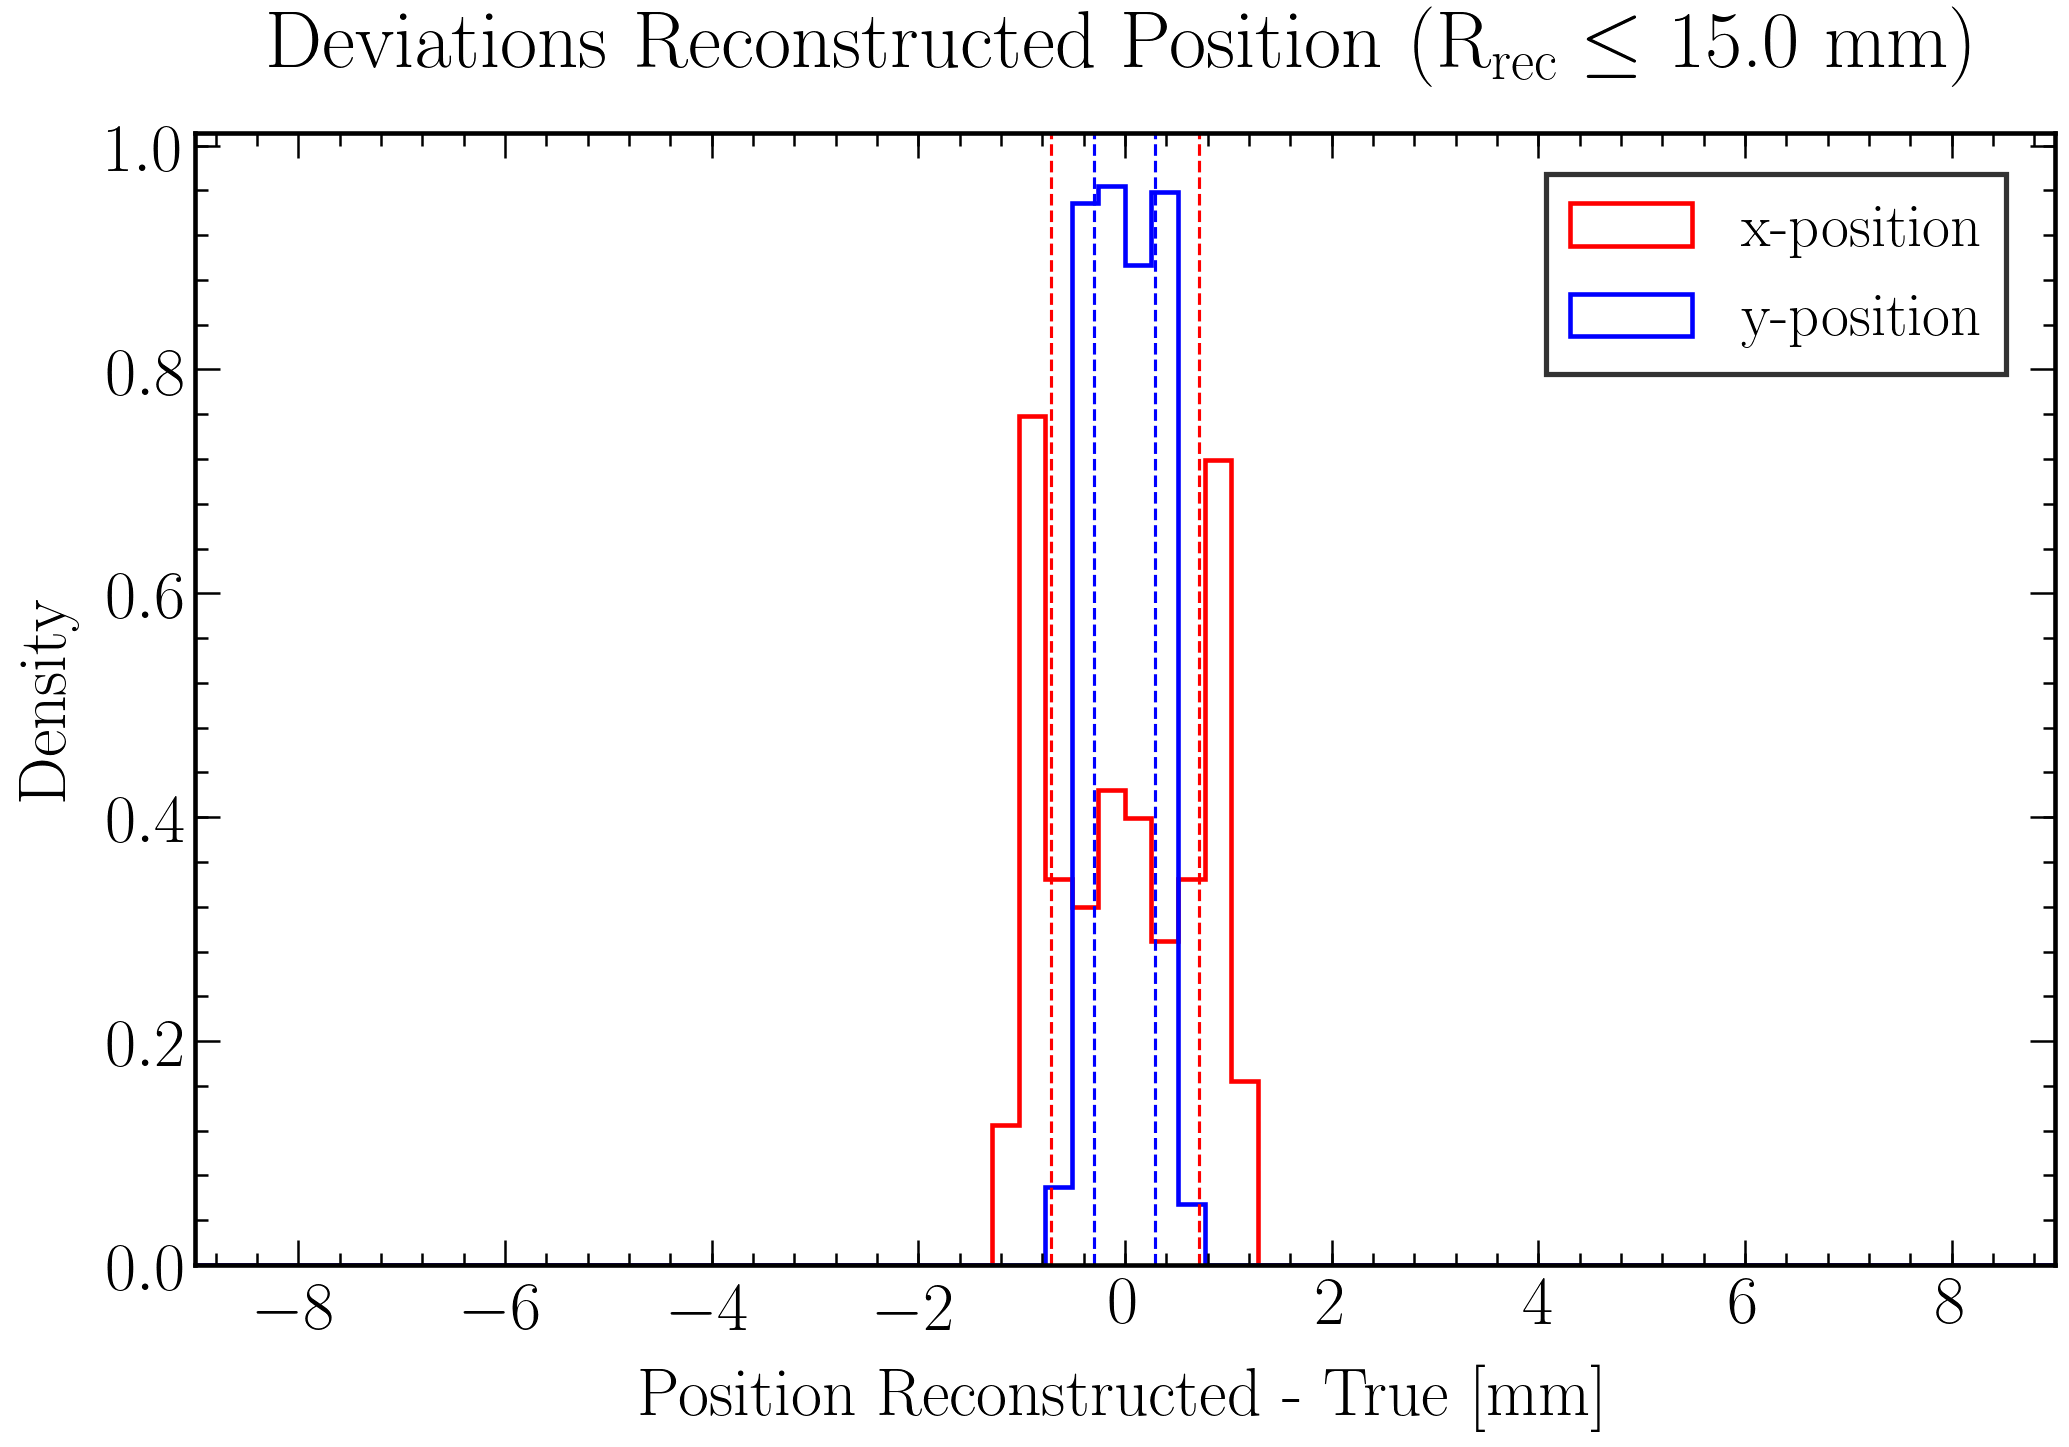 Deviations Reconstructed Position (R_rec ≤ 15.0 mm)
1.0
0.8
0.6
0.4
0.2
0.0
Density
x-position
y-position
−8 −6 −4 −2 0 2 4 6 8
Position Reconstructed - True [mm]